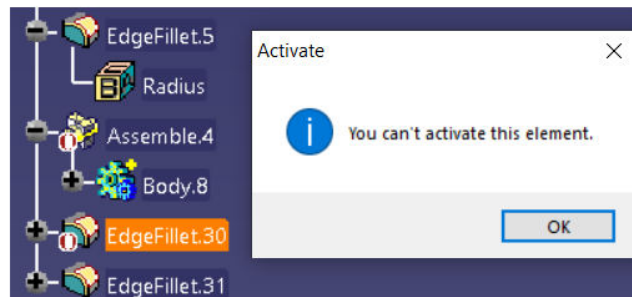 EdgeFillet.5
Radius
Assemble.4
Body.8
EdgeFillet.30
EdgeFillet.31
Activate
You can't activate this element.
OK